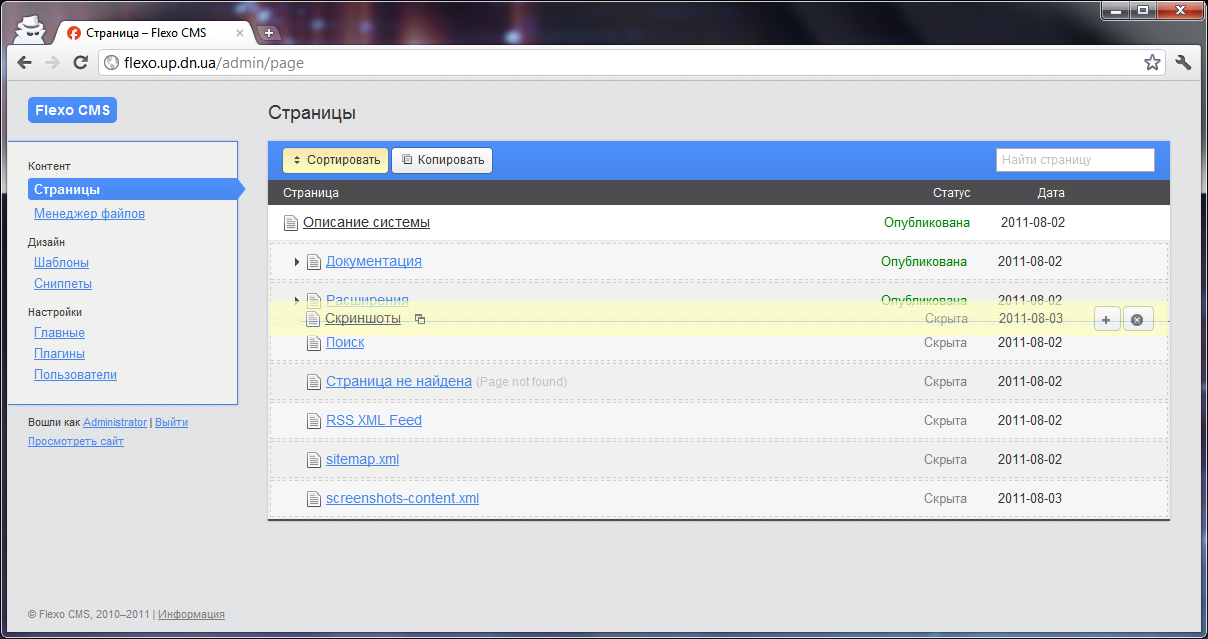 Страница – Flexo CMS
flexo.up.dn.ua/admin/page
Flexo CMS
Страницы
Контент
Страницы
Менеджер файлов
Дизайн
Шаблоны
Сниппеты
Настройки
Главные
Плагины
Пользователи
Вошли как Administrator | Выйти
Просмотреть сайт
Сортировать Копировать Найти страницу
Страница Статус Дата
Описание системы Опубликована 2011-08-02
Документация Опубликована 2011-08-02
Расширения Опубликована 2011-08-02
Скриншоты Скрыта 2011-08-03
Поиск Скрыта 2011-08-02
Страница не найдена (Page not found) Скрыта 2011-08-02
RSS XML Feed Скрыта 2011-08-02
sitemap.xml Скрыта 2011-08-02
screenshots-content.xml Скрыта 2011-08-03
© Flexo CMS, 2010–2011 | Информация